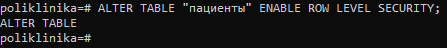 poliklinika=# ALTER TABLE "пациенты" ENABLE ROW LEVEL SECURITY;
ALTER TABLE
poliklinika=#